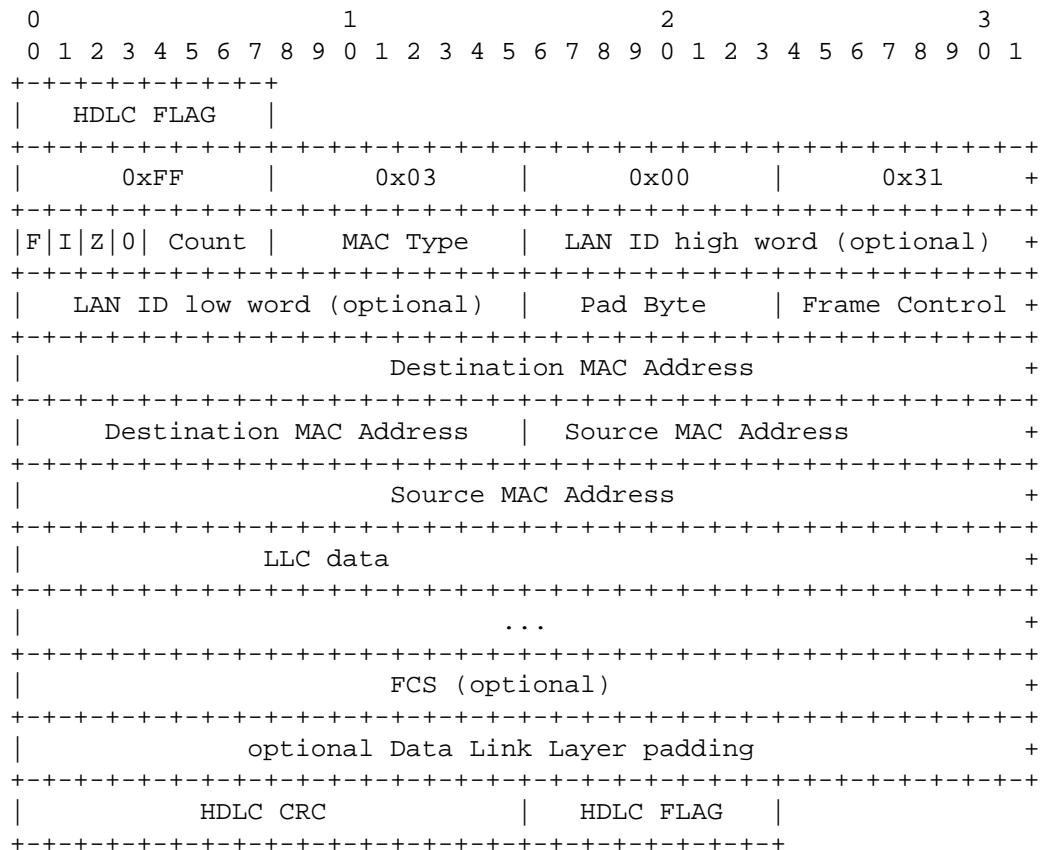 0                   1                   2                   3
 0 1 2 3 4 5 6 7 8 9 0 1 2 3 4 5 6 7 8 9 0 1 2 3 4 5 6 7 8 9 0 1
+-+-+-+-+-+-+-+-+
|   HDLC FLAG   |
+-+-+-+-+-+-+-+-+-+-+-+-+-+-+-+-+-+-+-+-+-+-+-+-+-+-+-+-+-+-+-+-+
|      0xFF     |      0x03     |      0x00     |      0x31     +
+-+-+-+-+-+-+-+-+-+-+-+-+-+-+-+-+-+-+-+-+-+-+-+-+-+-+-+-+-+-+-+-+
|F|I|Z|0| Count |    MAC Type   |  LAN ID high word (optional)  +
+-+-+-+-+-+-+-+-+-+-+-+-+-+-+-+-+-+-+-+-+-+-+-+-+-+-+-+-+-+-+-+-+
|   LAN ID low word (optional)  |   Pad Byte    | Frame Control +
+-+-+-+-+-+-+-+-+-+-+-+-+-+-+-+-+-+-+-+-+-+-+-+-+-+-+-+-+-+-+-+-+
|                       Destination MAC Address                 +
+-+-+-+-+-+-+-+-+-+-+-+-+-+-+-+-+-+-+-+-+-+-+-+-+-+-+-+-+-+-+-+-+
|     Destination MAC Address   |  Source MAC Address           +
+-+-+-+-+-+-+-+-+-+-+-+-+-+-+-+-+-+-+-+-+-+-+-+-+-+-+-+-+-+-+-+-+
|                       Source MAC Address                      +
+-+-+-+-+-+-+-+-+-+-+-+-+-+-+-+-+-+-+-+-+-+-+-+-+-+-+-+-+-+-+-+-+
|               LLC data                                        +
+-+-+-+-+-+-+-+-+-+-+-+-+-+-+-+-+-+-+-+-+-+-+-+-+-+-+-+-+-+-+-+-+
|                              ...                              +
+-+-+-+-+-+-+-+-+-+-+-+-+-+-+-+-+-+-+-+-+-+-+-+-+-+-+-+-+-+-+-+-+
|                       FCS (optional)                          +
+-+-+-+-+-+-+-+-+-+-+-+-+-+-+-+-+-+-+-+-+-+-+-+-+-+-+-+-+-+-+-+-+
|              optional Data Link Layer padding                 +
+-+-+-+-+-+-+-+-+-+-+-+-+-+-+-+-+-+-+-+-+-+-+-+-+-+-+-+-+-+-+-+-+
|           HDLC CRC            |   HDLC FLAG   |
+-+-+-+-+-+-+-+-+-+-+-+-+-+-+-+-+-+-+-+-+-+-+-+-+